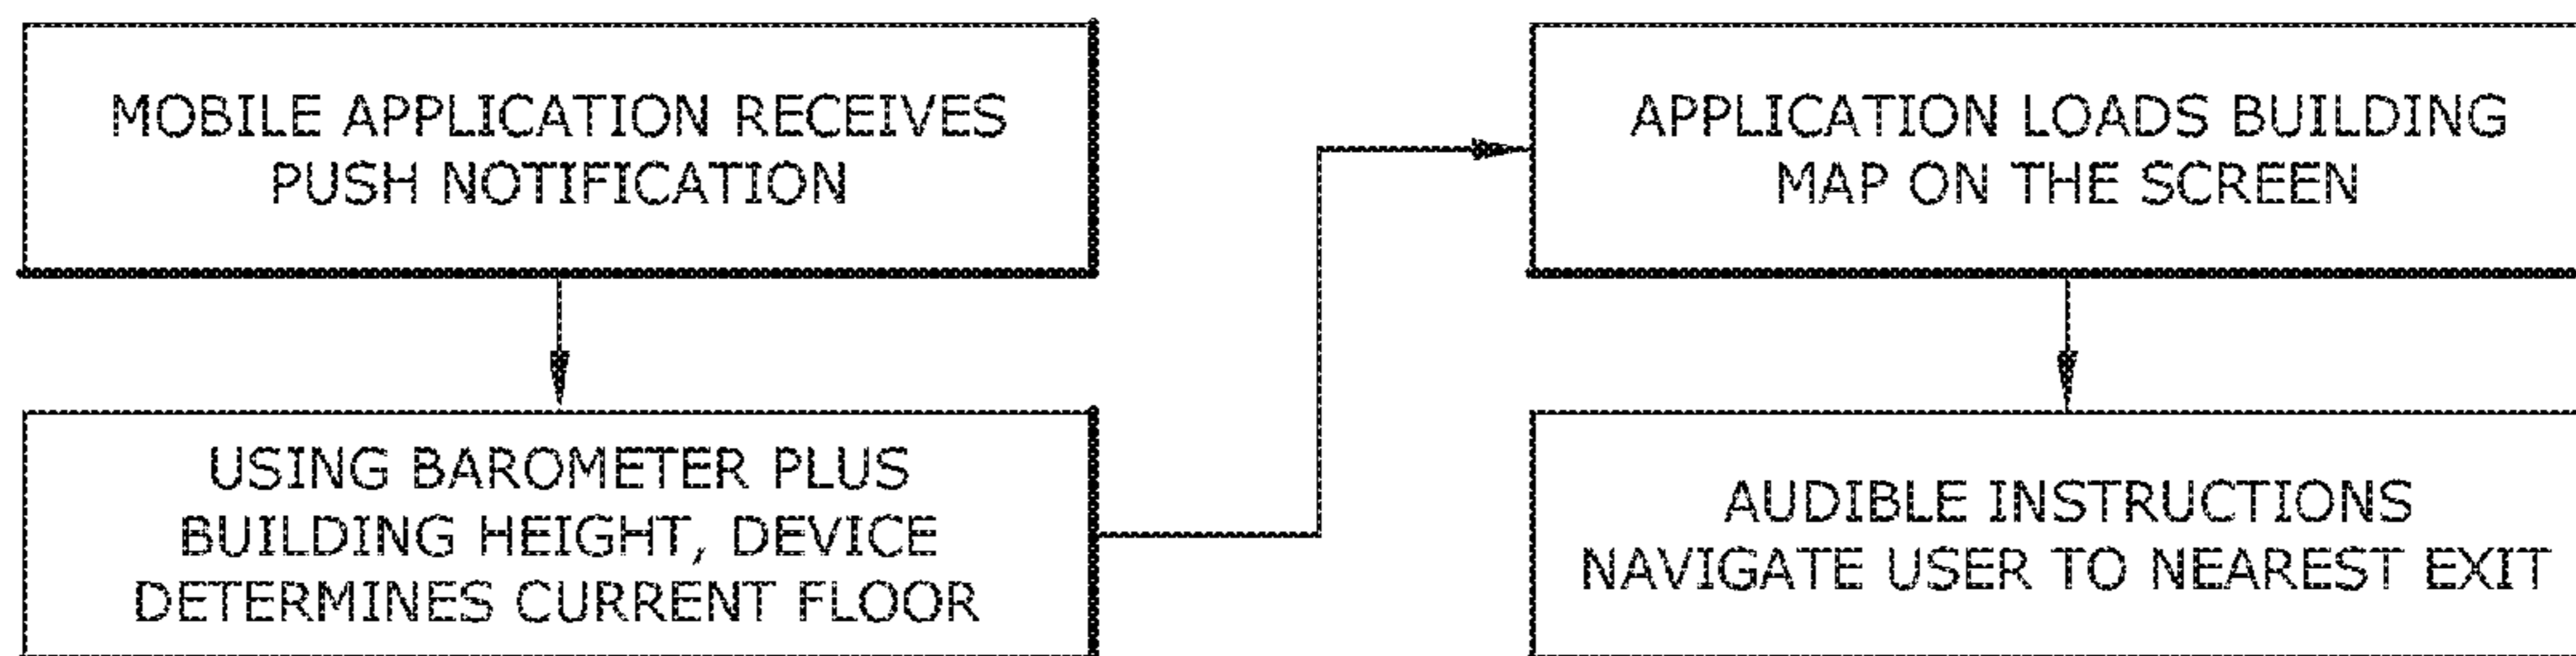 MOBILE APPLICATION RECEIVES
PUSH NOTIFICATION
USING BAROMETER PLUS
BUILDING HEIGHT, DEVICE
DETERMINES CURRENT FLOOR
APPLICATION LOADS BUILDING
MAP ON THE SCREEN
AUDIBLE INSTRUCTIONS
NAVIGATE USER TO NEAREST EXIT